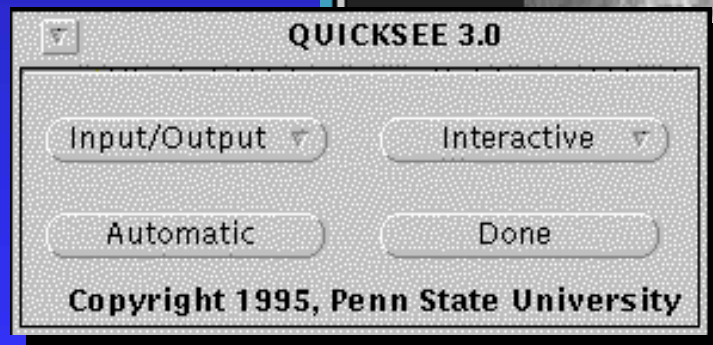 QUICKSEE 3.0
Input/Output Interactive
Automatic Done
Copyright 1995, Penn State University